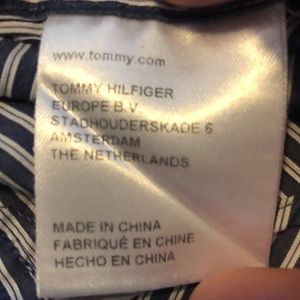 www.tommy.com
TOMMY HILFIGER
EUROPE B.V.
STADHOUDERSKADE 6
AMSTERDAM
THE NETHERLANDS
MADE IN CHINA
FABRIQUÉ EN CHINE
HECHO EN CHINA